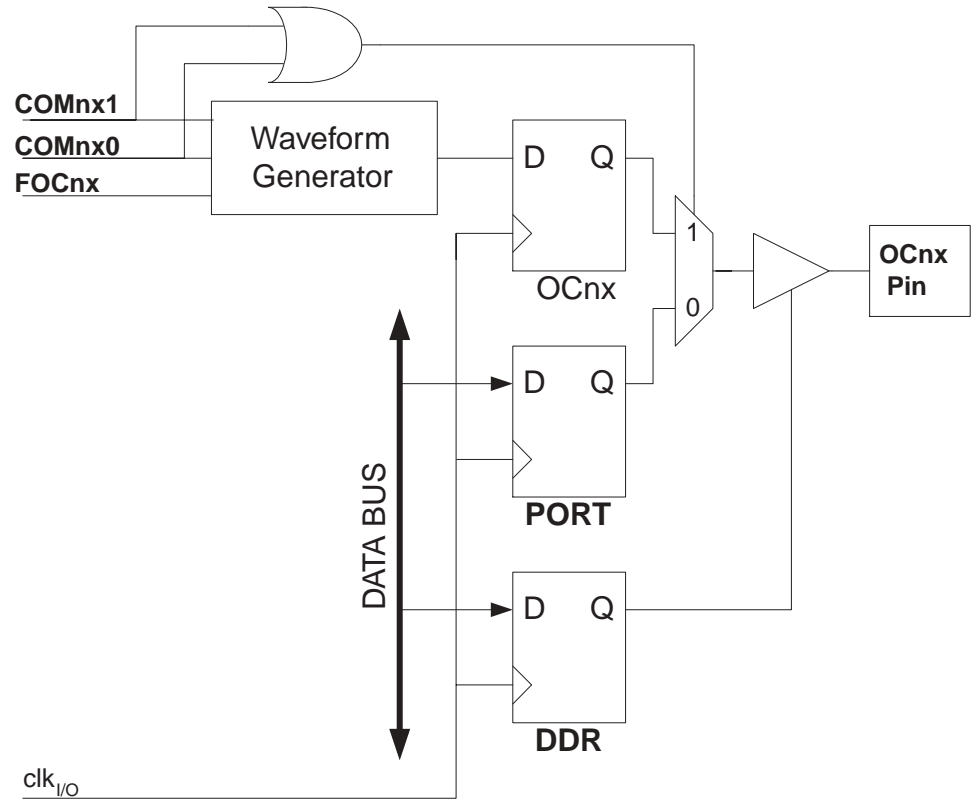 COMnx1
COMnx0
FOCnx
Waveform
Generator
D Q
OCnx
1
0
OCnx
Pin
D Q
PORT
DATA BUS
D Q
DDR
clkI/O